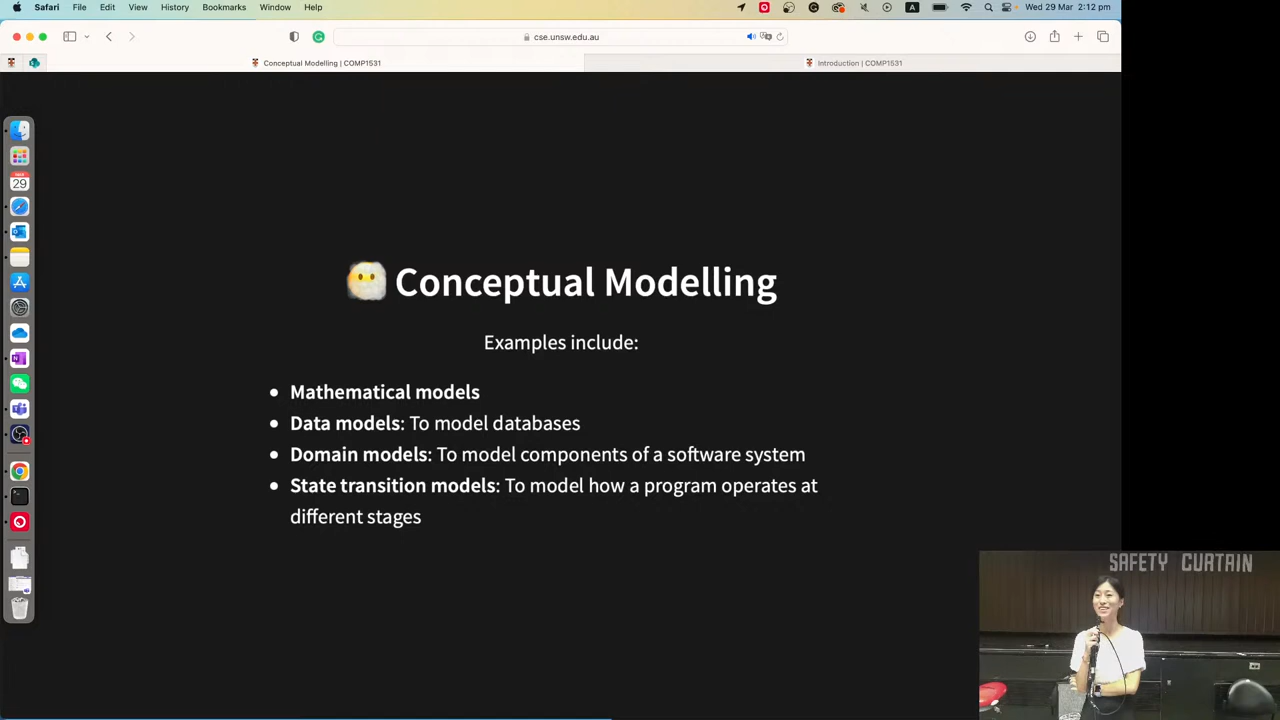 Safari File Edit View History Bookmarks Window Help
A
Wed 29 Mar 2:12 pm
cse.unsw.edu.au
Conceptual Modelling | COMP1531
Introduction | COMP1531
29
Conceptual Modelling
Examples include:
• Mathematical models
• Data models: To model databases
• Domain models: To model components of a software system
• State transition models: To model how a program operates at
different stages
SAFETY CURTAIN